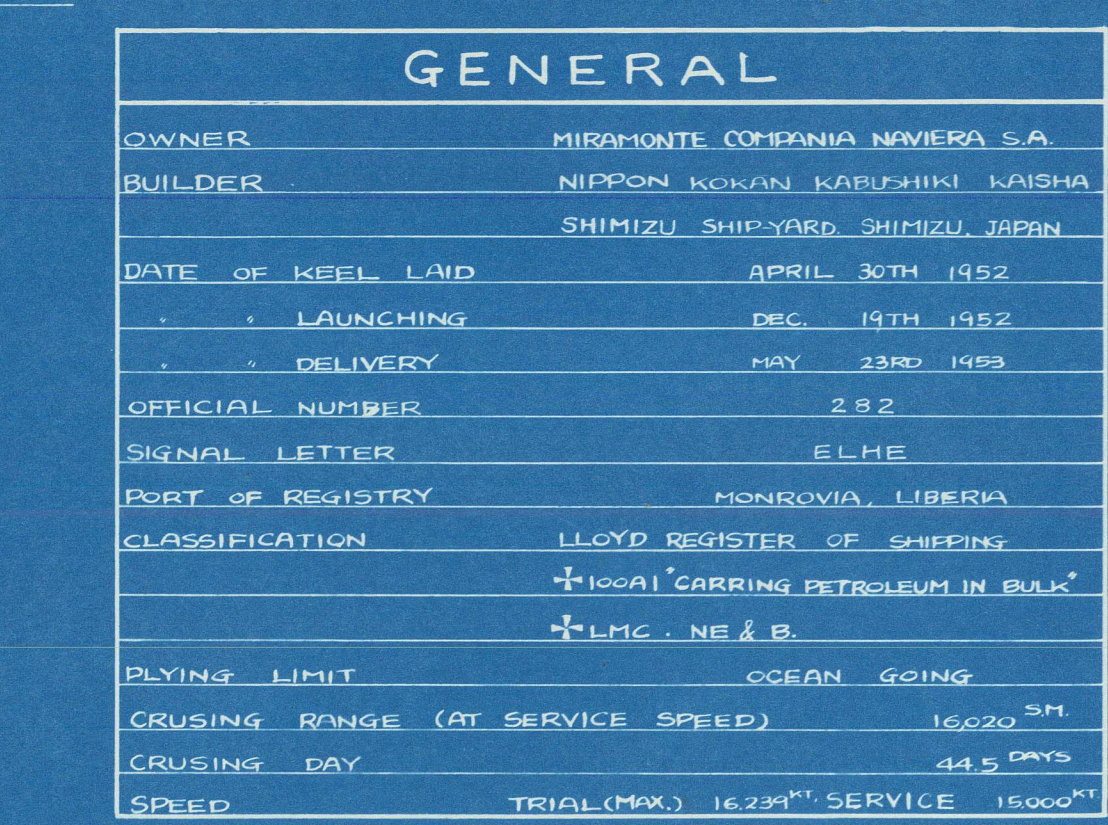 GENERAL
OWNER MIRAMONTE COMPANIA NAVIERA S.A.
BUILDER NIPPON KOKAN KABUSHIKI KAISHA
SHIMIZU SHIP-YARD. SHIMIZU, JAPAN
DATE OF KEEL LAID APRIL 30TH 1952
" " LAUNCHING DEC. 19TH 1952
" " DELIVERY MAY 23RD 1953
OFFICIAL NUMBER 282
SIGNAL LETTER ELHE
PORT OF REGISTRY MONROVIA, LIBERIA
CLASSIFICATION LLOYD REGISTER OF SHIPPING
✠100A1 "CARRING PETROLEUM IN BULK"
✠LMC. NE & B.
PLYING LIMIT OCEAN GOING
CRUSING RANGE (AT SERVICE SPEED) 16,020 S.M.
CRUSING DAY 44.5 DAYS
SPEED TRIAL(MAX.) 16.239 KT. SERVICE 15.000 KT.